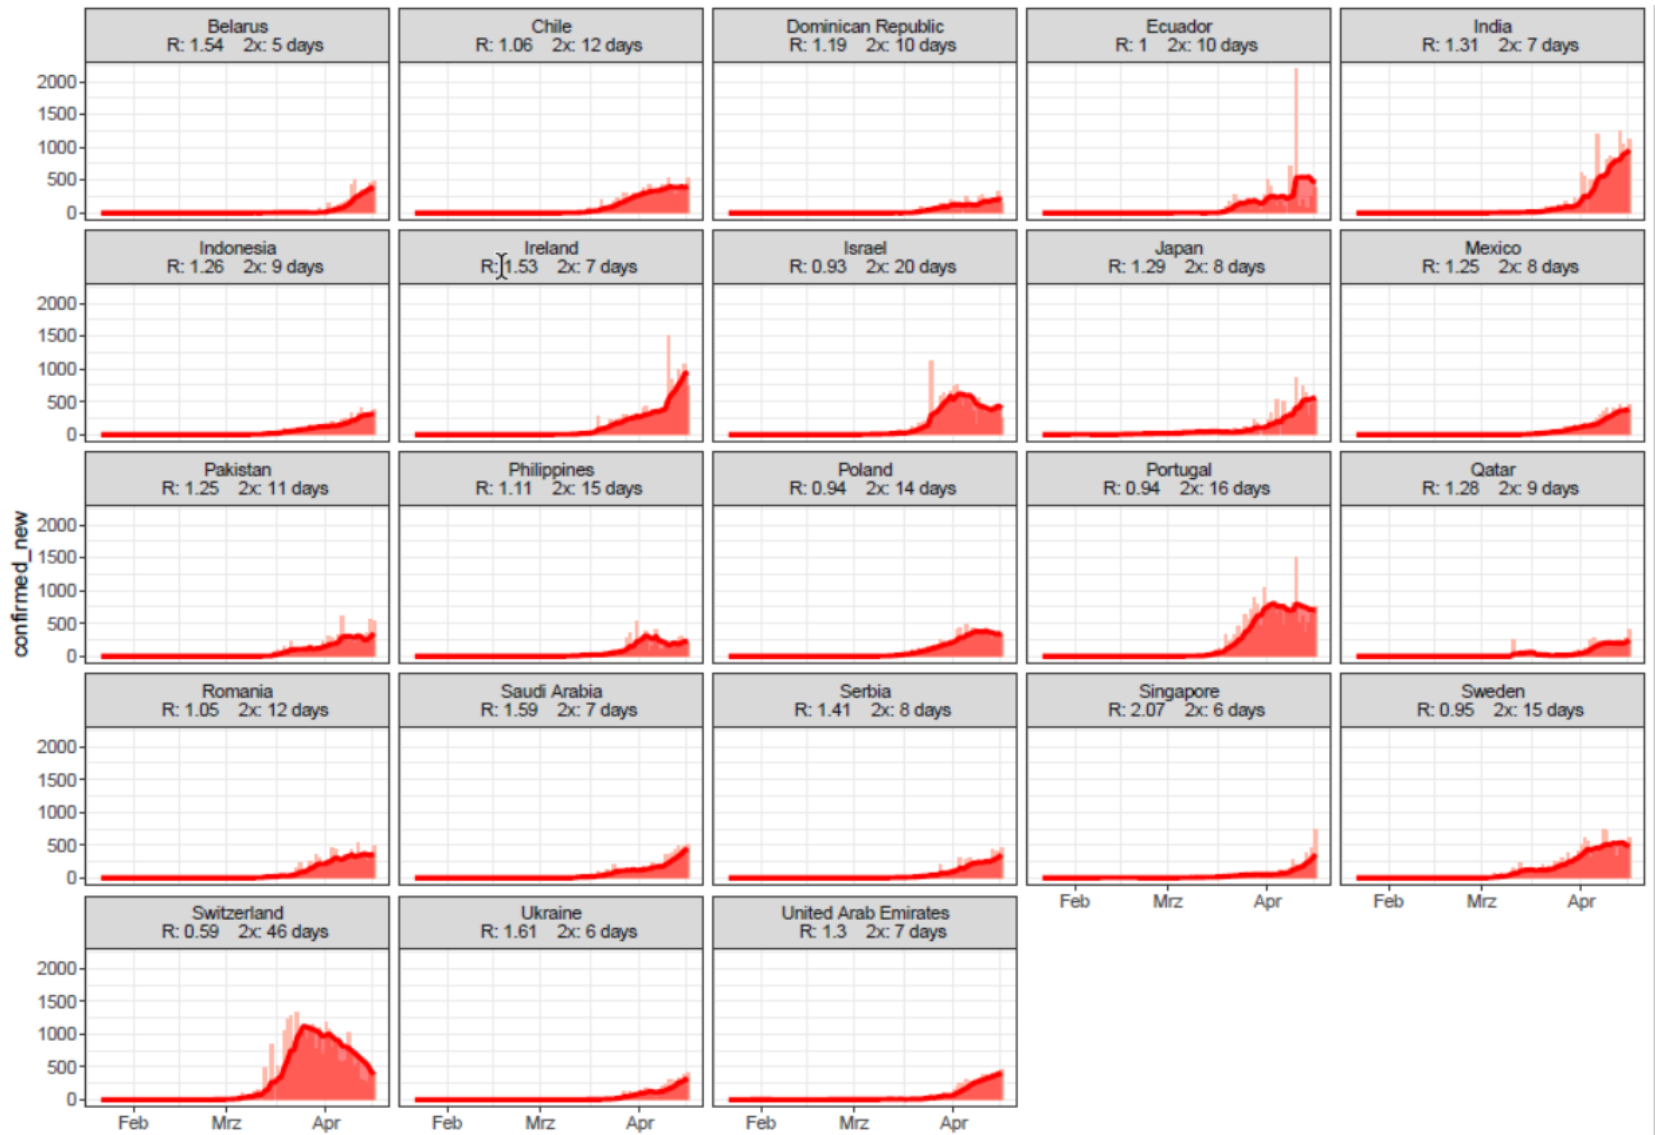 Belarus
R: 1.54 2x: 5 days
Chile
R: 1.06 2x: 12 days
Dominican Republic
R: 1.19 2x: 10 days
Ecuador
R: 1 2x: 10 days
India
R: 1.31 2x: 7 days
2000
1500
1000
500
0
Indonesia
R: 1.26 2x: 9 days
Ireland
R: 1.53 2x: 7 days
Israel
R: 0.93 2x: 20 days
Japan
R: 1.29 2x: 8 days
Mexico
R: 1.25 2x: 8 days
2000
1500
1000
500
0
Pakistan
R: 1.25 2x: 11 days
Philippines
R: 1.11 2x: 15 days
Poland
R: 0.94 2x: 14 days
Portugal
R: 0.94 2x: 16 days
Qatar
R: 1.28 2x: 9 days
confirmed_new
2000
1500
1000
500
0
Romania
R: 1.05 2x: 12 days
Saudi Arabia
R: 1.59 2x: 7 days
Serbia
R: 1.41 2x: 8 days
Singapore
R: 2.07 2x: 6 days
Sweden
R: 0.95 2x: 15 days
2000
1500
1000
500
0
Feb Mrz Apr
Feb Mrz Apr
Switzerland
R: 0.59 2x: 46 days
Ukraine
R: 1.61 2x: 6 days
United Arab Emirates
R: 1.3 2x: 7 days
2000
1500
1000
500
0
Feb Mrz Apr
Feb Mrz Apr
Feb Mrz Apr